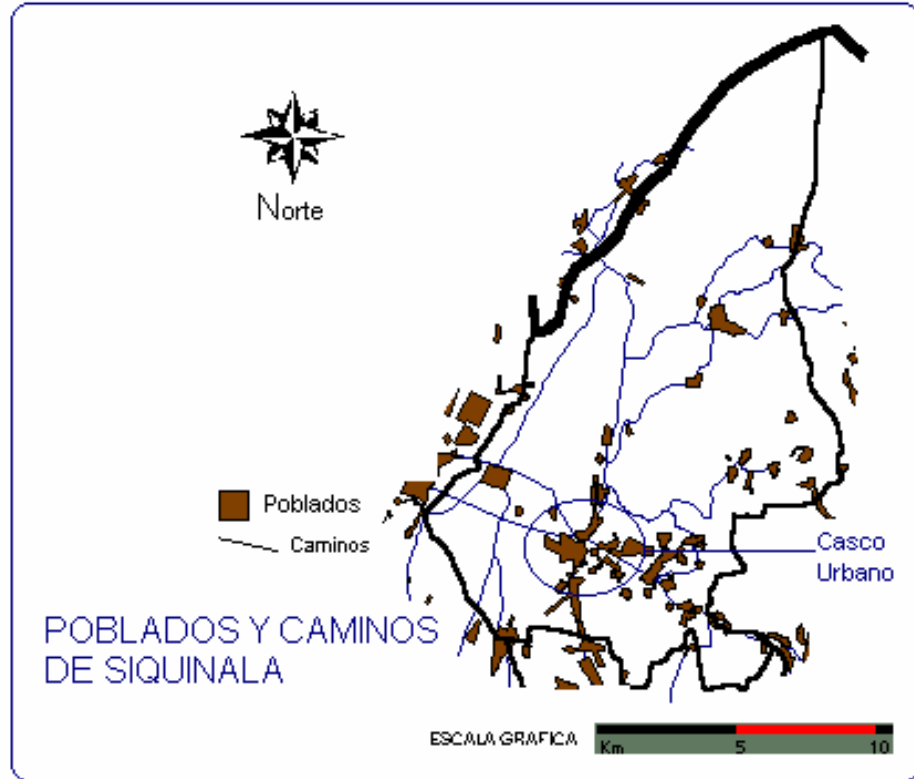 Norte
Poblados
Caminos
Casco
Urbano
POBLADOS Y CAMINOS
DE SIQUINALA
ESCALA GRAFICA
Km 5 10